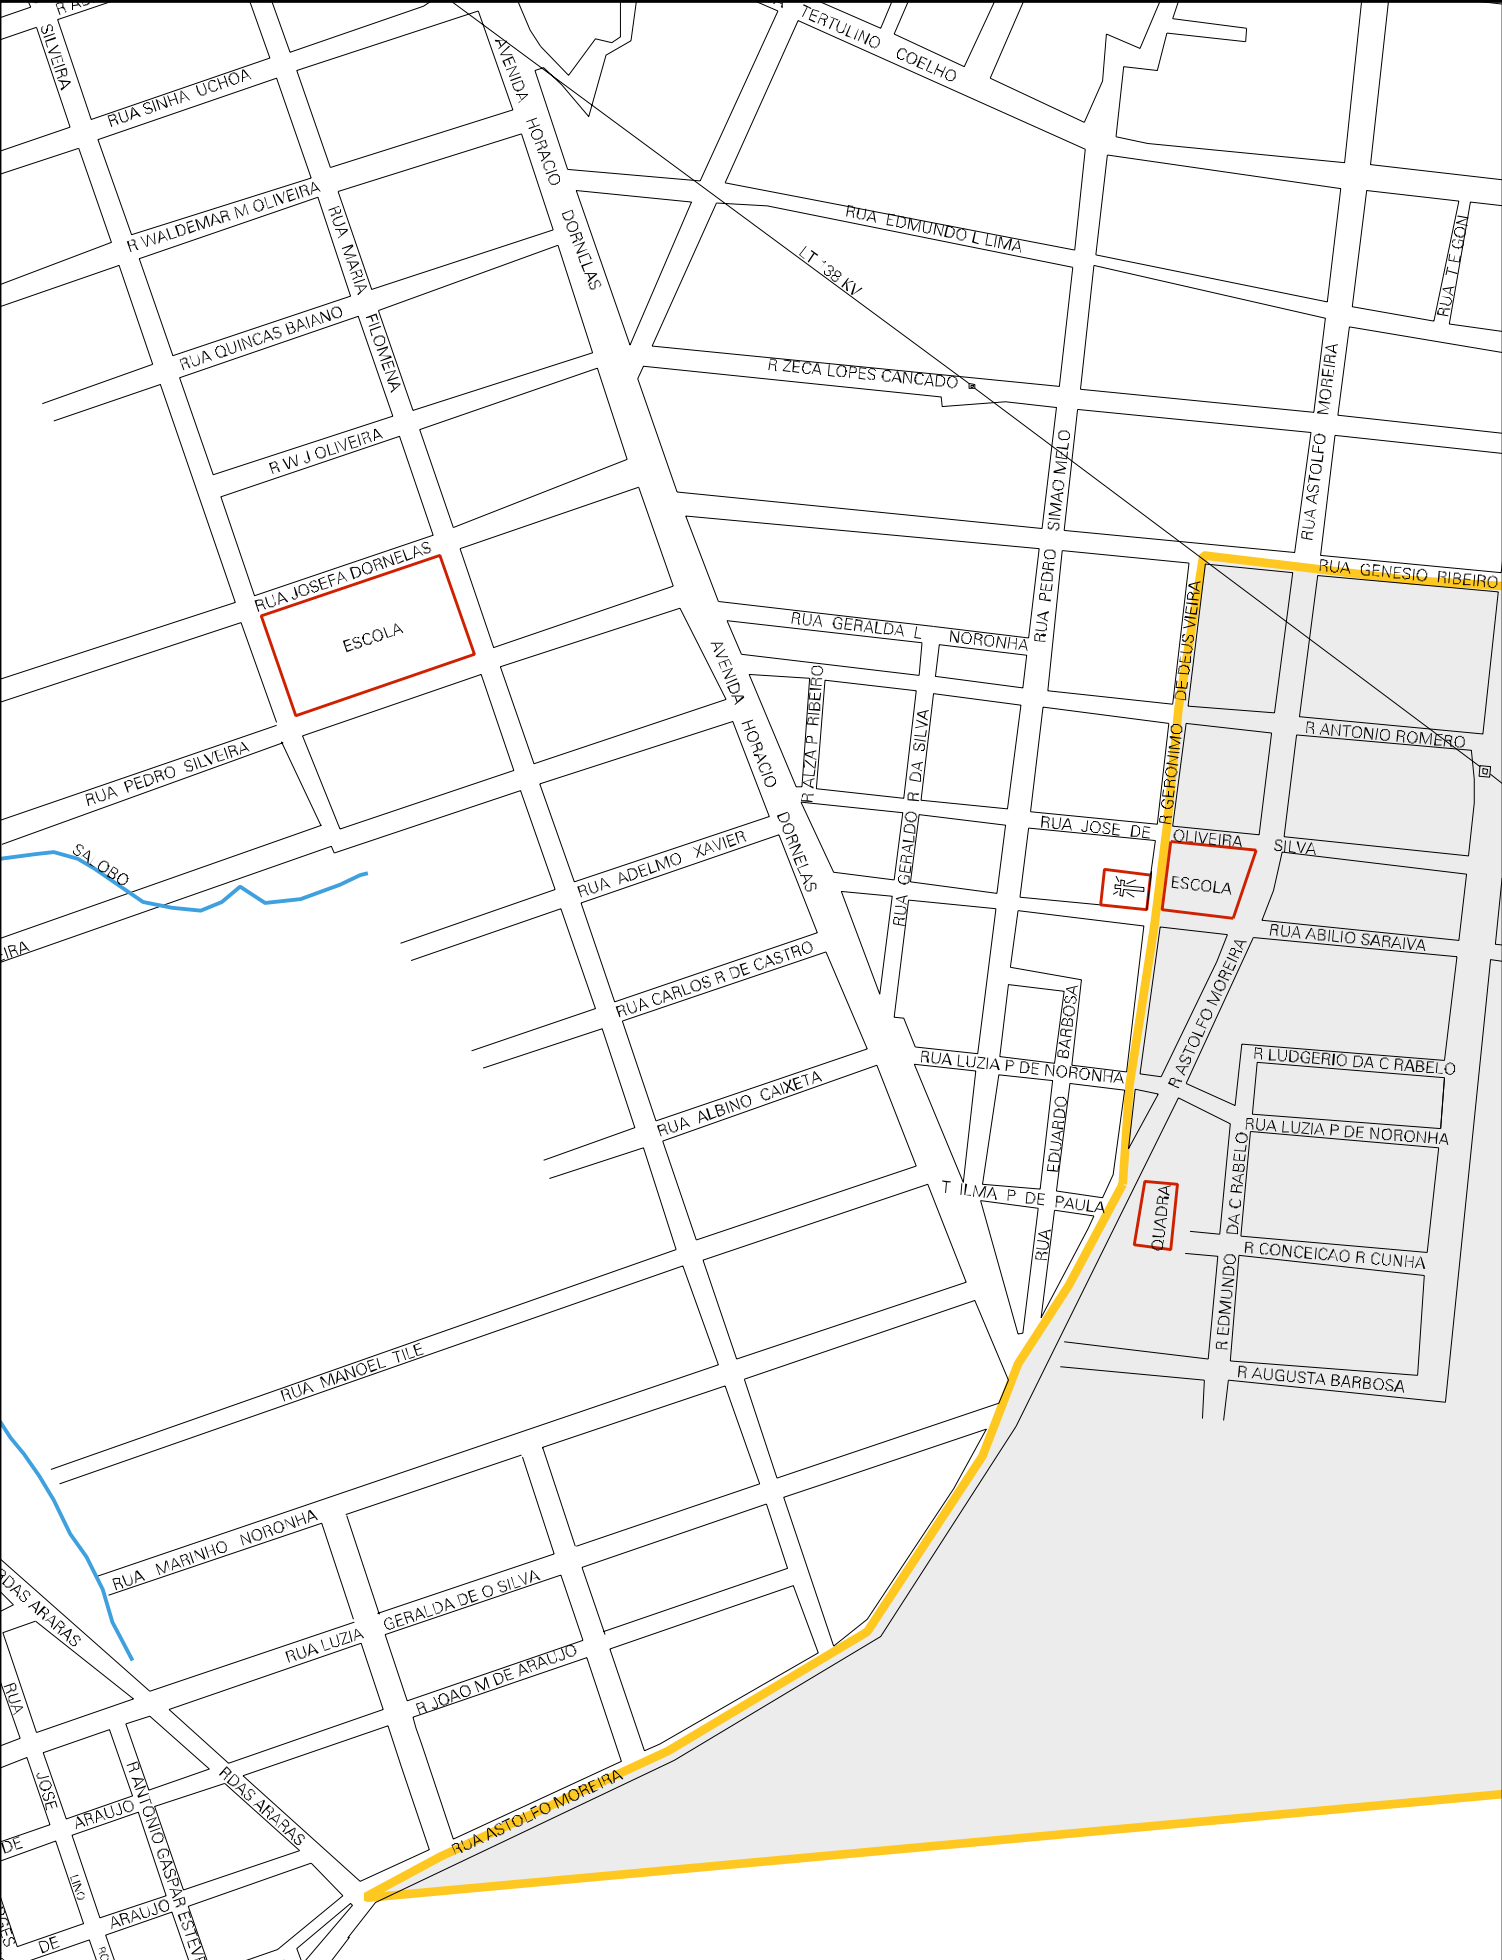 SILVEIRA
RUA SINHA UCHOA
AVENIDA HORACIO DORNELAS
TERTULINO COELHO
R WALDEMAR M OLIVEIRA
RUA MARIA FILOMENA
RUA EDMUNDO L LIMA
RUA T E GON
LT 138 KV
RUA QUINCAS BAIANO
R ZECA LOPES CANCADO
RUA ASTOLFO MOREIRA
R W J OLIVEIRA
RUA PEDRO SIMAO MELO
RUA JOSEFA DORNELAS
ESCOLA
RUA GENESIO RIBEIRO
RUA GERALDA L NORONHA
R GERONIMO DE DEUS VIEIRA
AVENIDA HORACIO DORNELAS
R ALZA P RIBEIRO
RUA GERALDO R DA SILVA
R ANTONIO ROMERO
RUA PEDRO SILVEIRA
RUA JOSE DE OLIVEIRA SILVA
RUA ADELMO XAVIER
SALOBO
ESCOLA
EIRA
RUA ABILIO SARAIVA
RUA CARLOS R DE CASTRO
R ASTOLFO MOREIRA
RUA EDUARDO BARBOSA
RUA LUZIA P DE NORONHA
R LUDGERIO DA C RABELO
RUA ALBINO CAIXETA
RUA LUZIA P DE NORONHA
T ILMA P DE PAULA
QUADRA
R EDMUNDO DA C RABELO
R CONCEICAO R CUNHA
RUA MANOEL TILE
R AUGUSTA BARBOSA
RUA MARINHO NORONHA
RDAS ARARAS
RUA LUZIA GERALDA DE O SILVA
R JOAO M DE ARAUJO
RUA
JOSE
LINO
R ANTONIO GASPAR ESTEV
RDAS ARARAS
RUA ASTOLFO MOREIRA
DE ARAUJO
DE ARAUJO